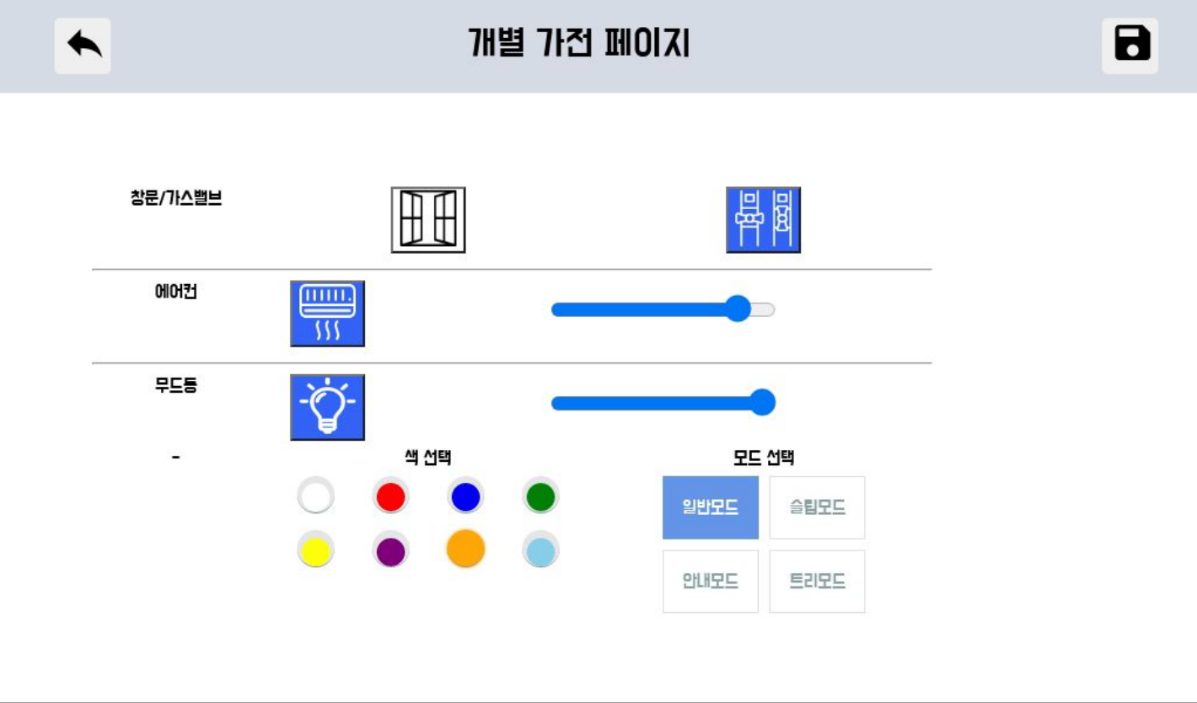 개별 가전 페이지
창문/가스밸브
에어컨
무드등
-
색 선택
모드 선택
일반모드
슬립모드
안내모드
트리모드